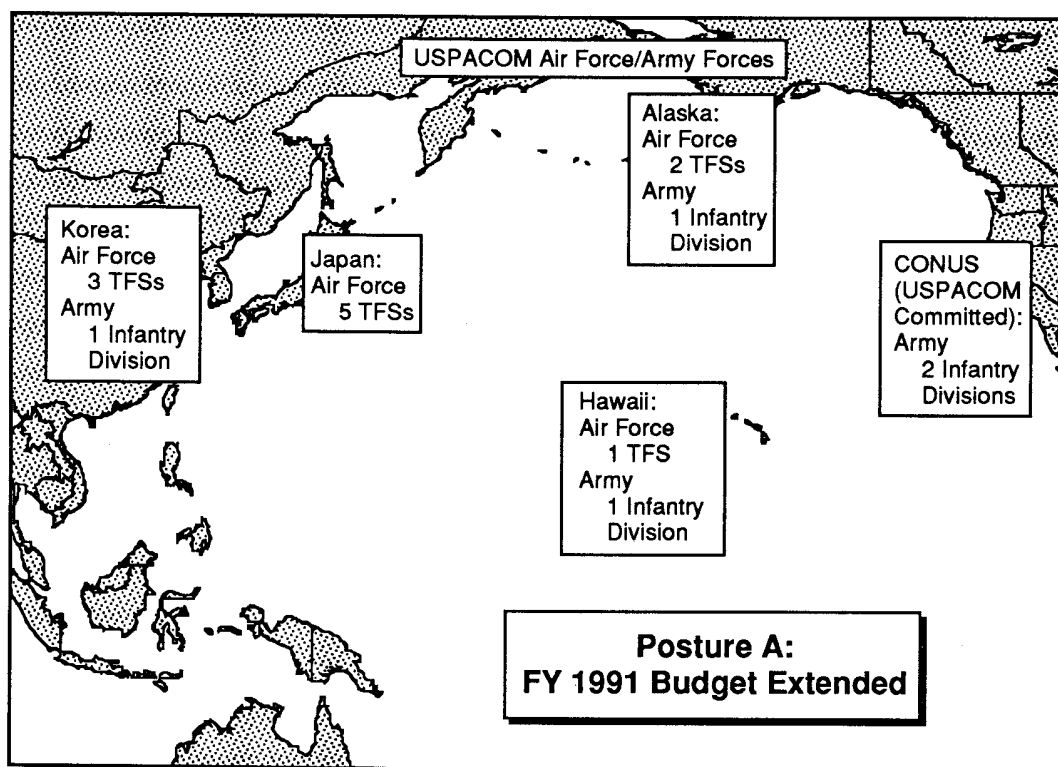 USPACOM Air Force/Army Forces
Alaska:
Air Force
2 TFSs
Army
1 Infantry
Division
Korea:
Air Force
3 TFSs
Army
1 Infantry
Division
Japan:
Air Force
5 TFSs
CONUS
(USPACOM
Committed):
Army
2 Infantry
Divisions
Hawaii:
Air Force
1 TFS
Army
1 Infantry
Division
Posture A:
FY 1991 Budget Extended